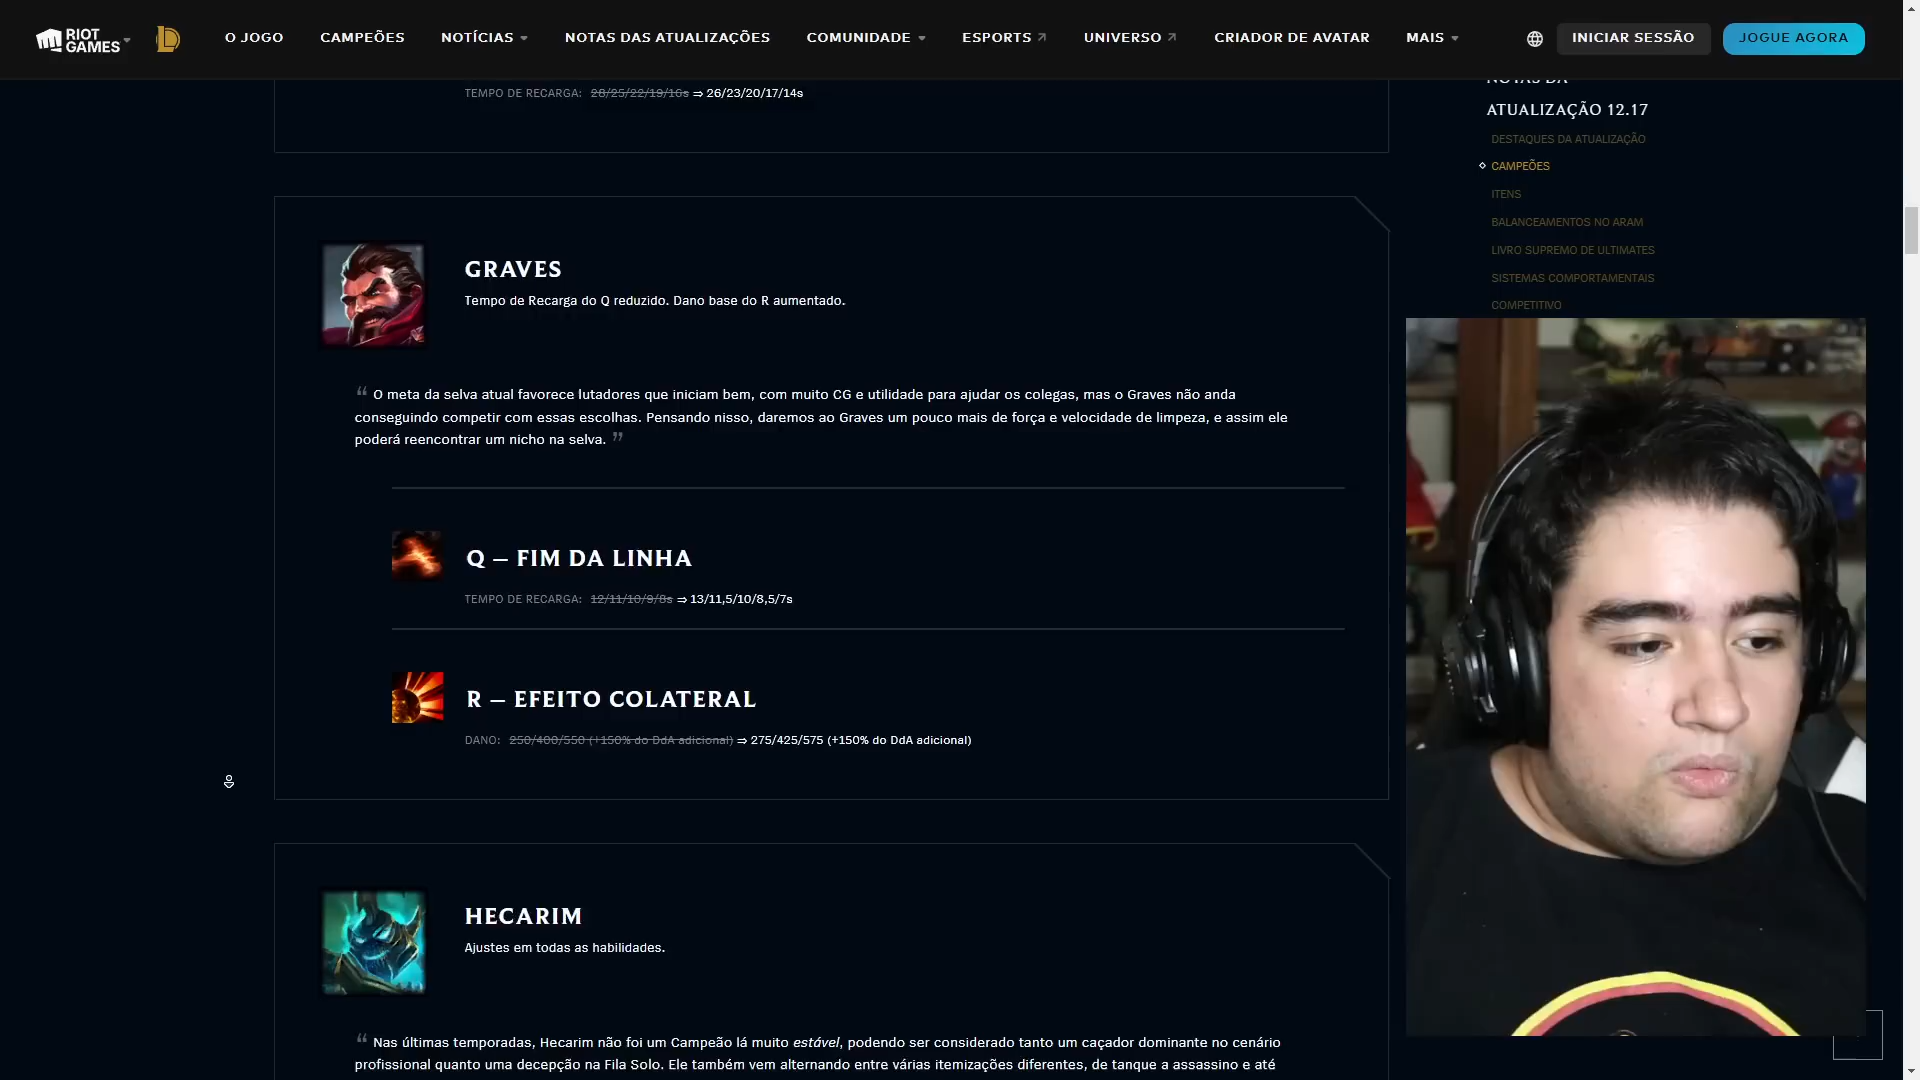 RIOT GAMES
O JOGO
CAMPEÕES
NOTÍCIAS
NOTAS DAS ATUALIZAÇÕES
COMUNIDADE
ESPORTS
UNIVERSO
CRIADOR DE AVATAR
MAIS
INICIAR SESSÃO
JOGUE AGORA
TEMPO DE RECARGA: 28/25/22/19/16s ⇒ 26/23/20/17/14s
NOTAS DA
ATUALIZAÇÃO 12.17
DESTAQUES DA ATUALIZAÇÃO
CAMPEÕES
ITENS
BALANCEAMENTOS NO ARAM
LIVRO SUPREMO DE ULTIMATES
SISTEMAS COMPORTAMENTAIS
COMPETITIVO
GRAVES
Tempo de Recarga do Q reduzido. Dano base do R aumentado.
“ O meta da selva atual favorece lutadores que iniciam bem, com muito CG e utilidade para ajudar os colegas, mas o Graves não anda
conseguindo competir com essas escolhas. Pensando nisso, daremos ao Graves um pouco mais de força e velocidade de limpeza, e assim ele
poderá reencontrar um nicho na selva. ”
Q — FIM DA LINHA
TEMPO DE RECARGA: 12/11/10/9/8s ⇒ 13/11,5/10/8,5/7s
R — EFEITO COLATERAL
DANO: 250/400/550 (+150% do DdA adicional) ⇒ 275/425/575 (+150% do DdA adicional)
HECARIM
Ajustes em todas as habilidades.
“ Nas últimas temporadas, Hecarim não foi um Campeão lá muito estável, podendo ser considerado tanto um caçador dominante no cenário
profissional quanto uma decepção na Fila Solo. Ele também vem alternando entre várias itemizações diferentes, de tanque a assassino e até